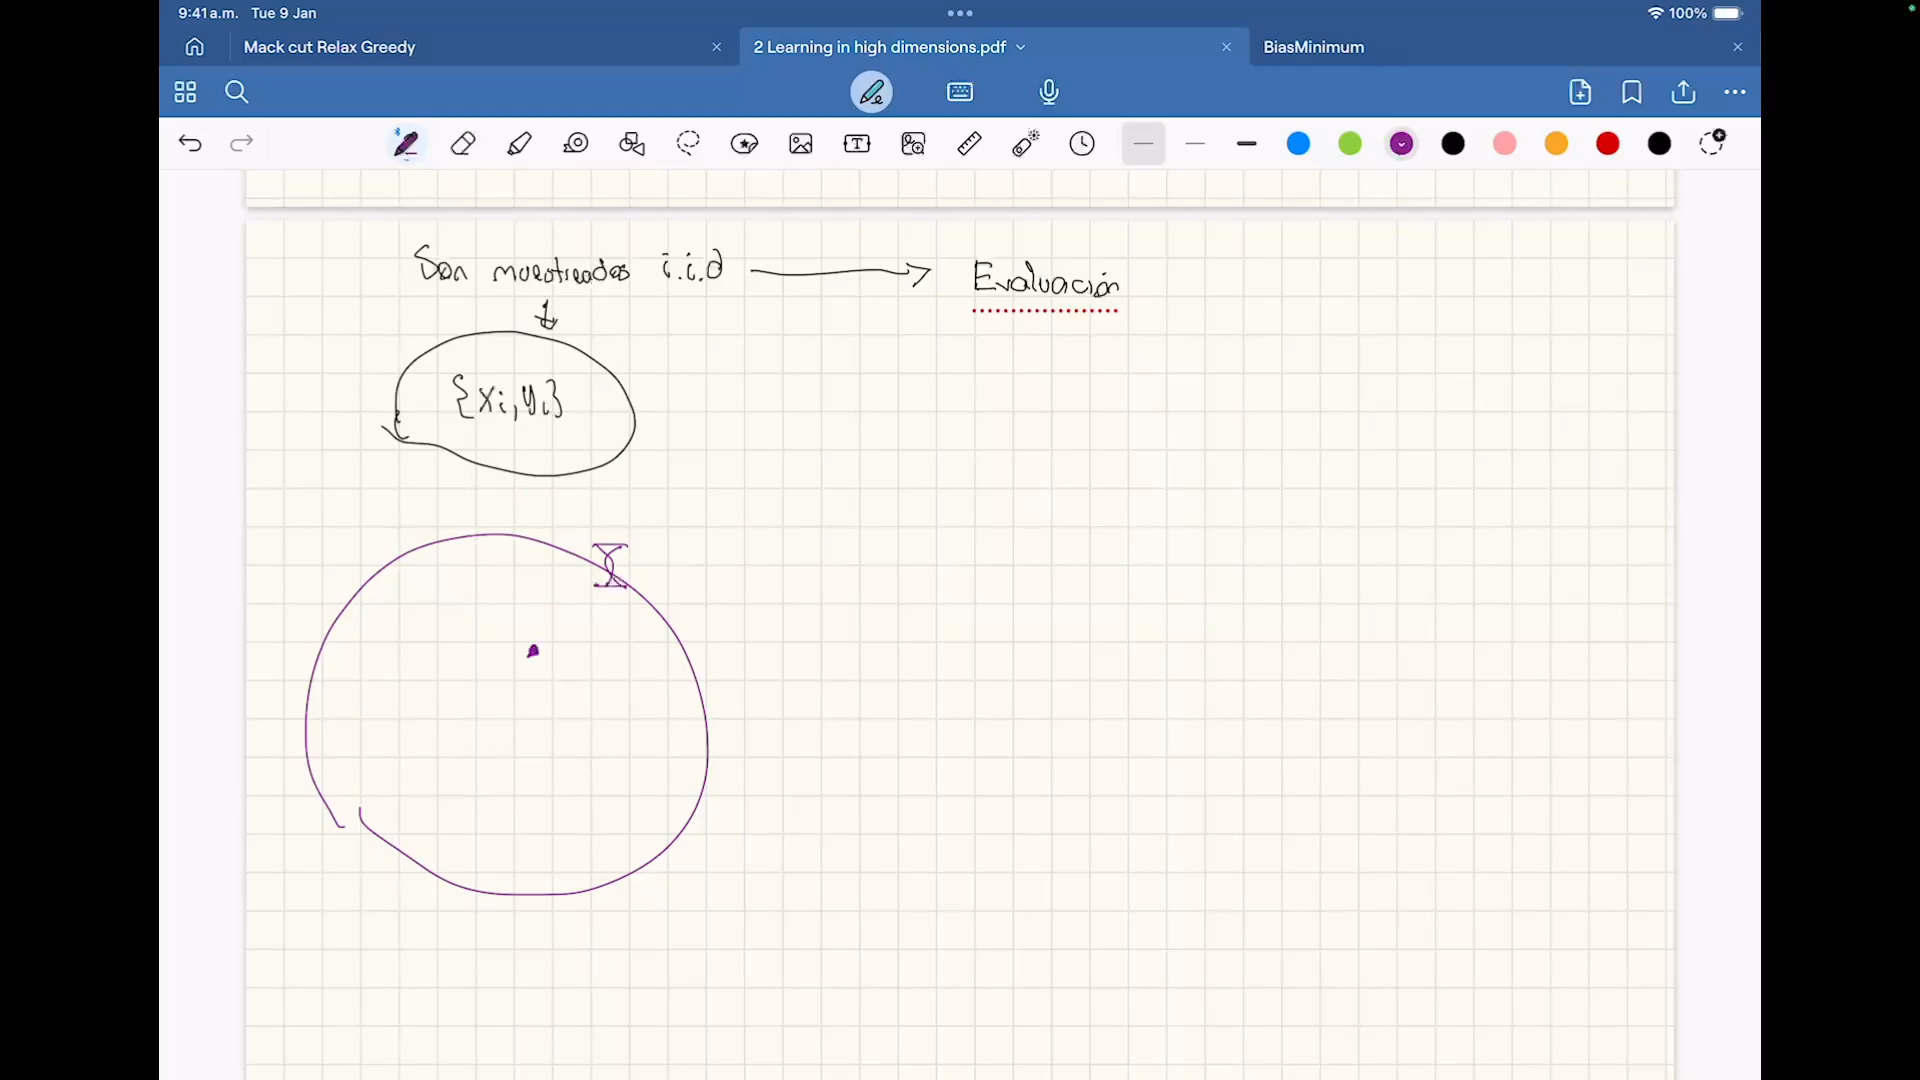 9:41 a.m. Tue 9 Jan
100%
Mack cut Relax Greedy
2 Learning in high dimensions.pdf
BiasMinimum
Son muestreados i.i.d → Evaluación
{xi, yi}
X